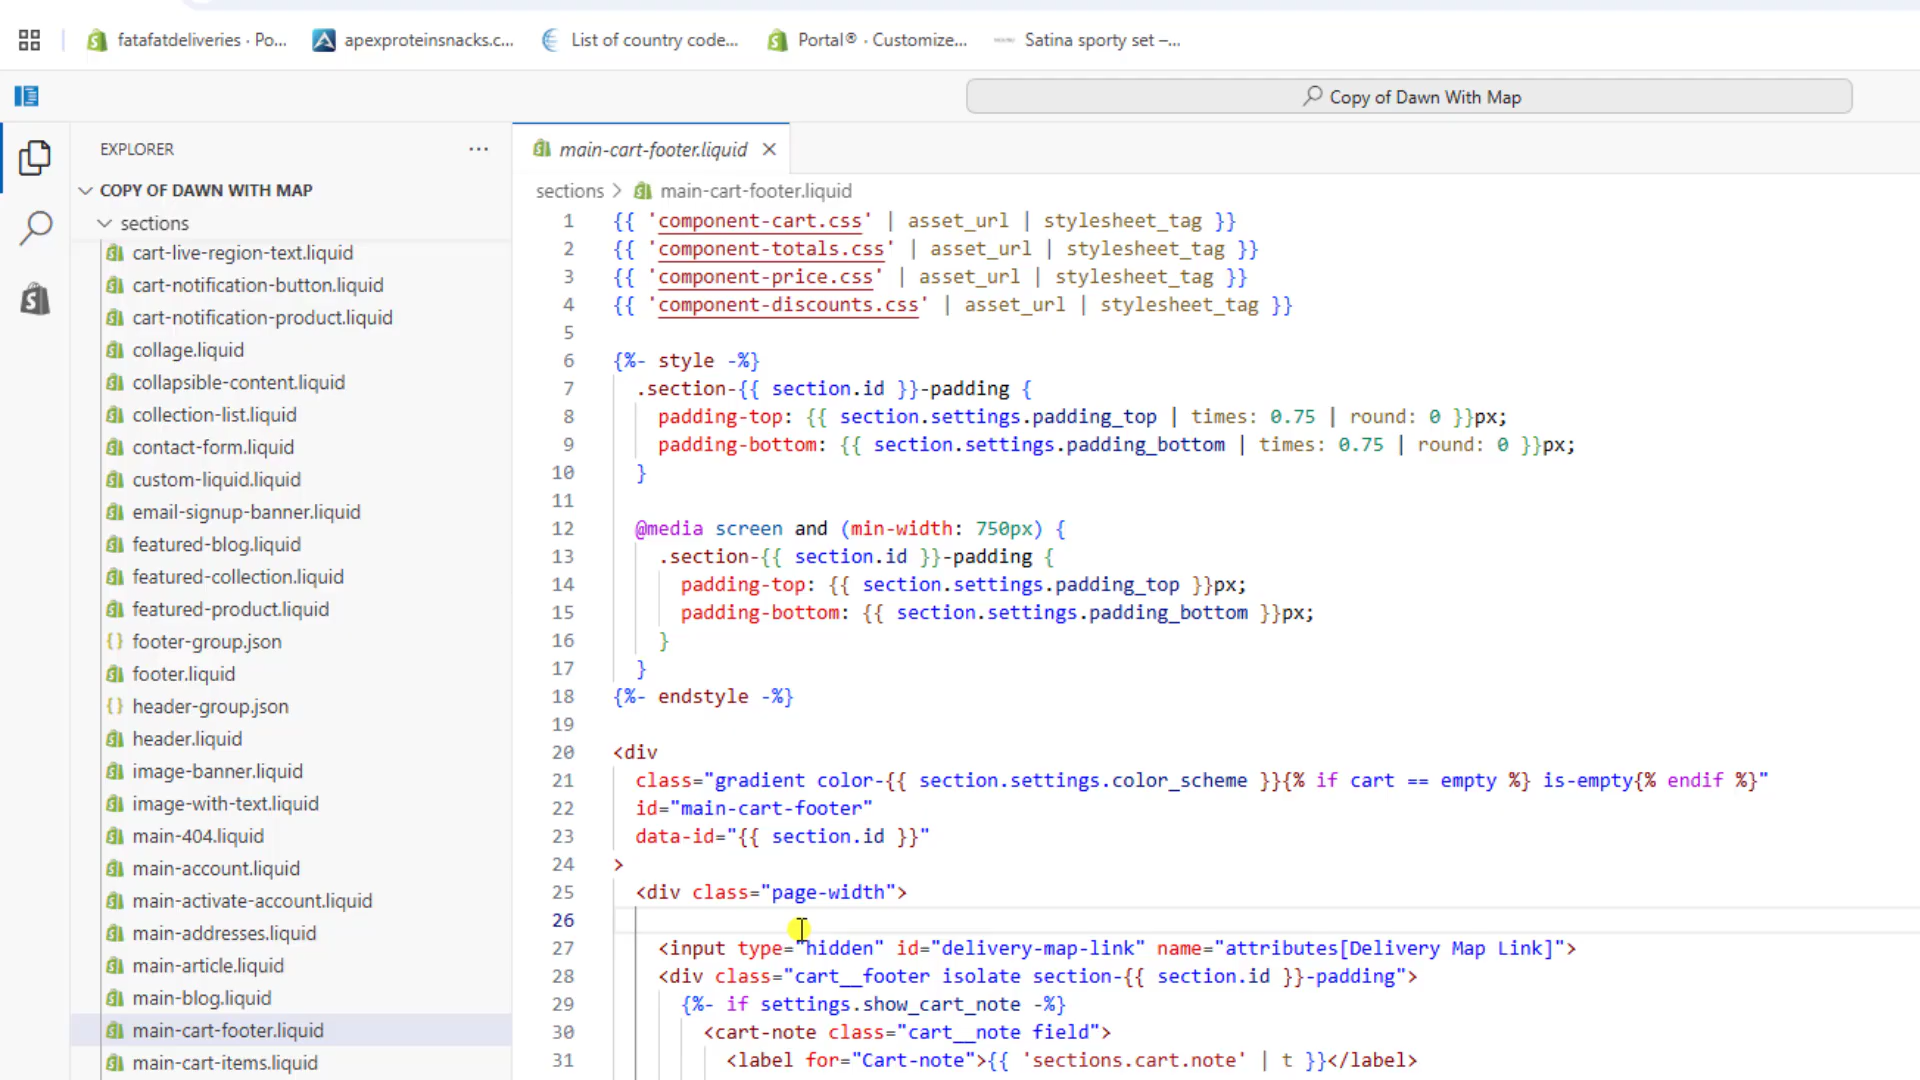 fatafatdeliveries · Po...
apexproteinsnacks.c...
List of country code...
Portal® · Customize...
Satina sporty set –...
Copy of Dawn With Map
EXPLORER
COPY OF DAWN WITH MAP
sections
cart-live-region-text.liquid
cart-notification-button.liquid
cart-notification-product.liquid
collage.liquid
collapsible-content.liquid
collection-list.liquid
contact-form.liquid
custom-liquid.liquid
email-signup-banner.liquid
featured-blog.liquid
featured-collection.liquid
featured-product.liquid
footer-group.json
footer.liquid
header-group.json
header.liquid
image-banner.liquid
image-with-text.liquid
main-404.liquid
main-account.liquid
main-activate-account.liquid
main-addresses.liquid
main-article.liquid
main-blog.liquid
main-cart-footer.liquid
main-cart-items.liquid
main-cart-footer.liquid
sections > main-cart-footer.liquid
1 {{ 'component-cart.css' | asset_url | stylesheet_tag }}
2 {{ 'component-totals.css' | asset_url | stylesheet_tag }}
3 {{ 'component-price.css' | asset_url | stylesheet_tag }}
4 {{ 'component-discounts.css' | asset_url | stylesheet_tag }}
5
6 {%- style -%}
7 .section-{{ section.id }}-padding {
8 padding-top: {{ section.settings.padding_top | times: 0.75 | round: 0 }}px;
9 padding-bottom: {{ section.settings.padding_bottom | times: 0.75 | round: 0 }}px;
10 }
11
12 @media screen and (min-width: 750px) {
13 .section-{{ section.id }}-padding {
14 padding-top: {{ section.settings.padding_top }}px;
15 padding-bottom: {{ section.settings.padding_bottom }}px;
16 }
17 }
18 {%- endstyle -%}
19
20 <div
21 class="gradient color-{{ section.settings.color_scheme }}{% if cart == empty %} is-empty{% endif %}"
22 id="main-cart-footer"
23 data-id="{{ section.id }}"
24 >
25 <div class="page-width">
26
27 <input type="hidden" id="delivery-map-link" name="attributes[Delivery Map Link]">
28 <div class="cart__footer isolate section-{{ section.id }}-padding">
29 {%- if settings.show_cart_note -%}
30 <cart-note class="cart__note field">
31 <label for="Cart-note">{{ 'sections.cart.note' | t }}</label>